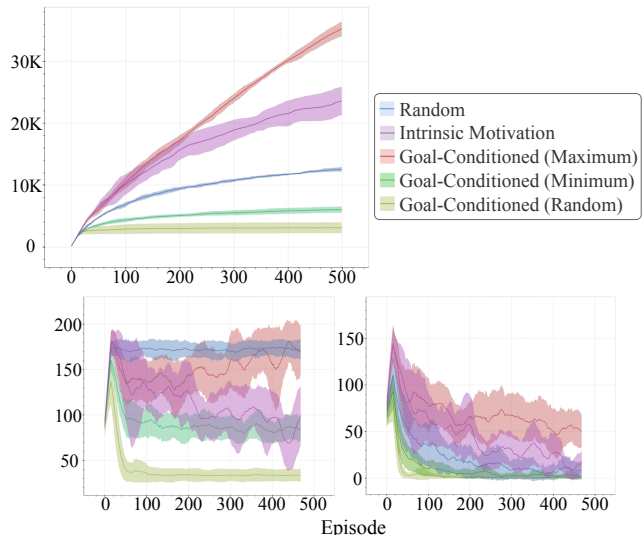 30K
20K
10K
0
0 100 200 300 400 500
Random
Intrinsic Motivation
Goal-Conditioned (Maximum)
Goal-Conditioned (Minimum)
Goal-Conditioned (Random)
200
150
100
50
0 100 200 300 400 500
150
100
50
0
0 100 200 300 400 500
Episode